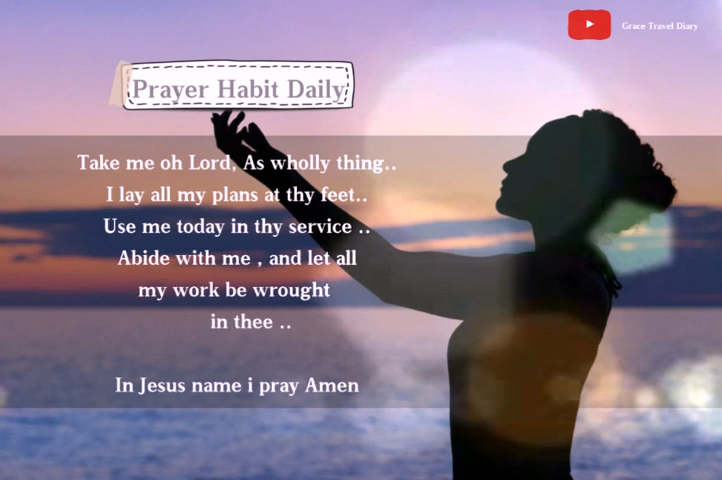 Grace Travel Diary
Prayer Habit Daily
Take me oh Lord, As wholly thing..
I lay all my plans at thy feet..
Use me today in thy service ..
Abide with me , and let all
my work be wrought
in thee ..
In Jesus name i pray Amen